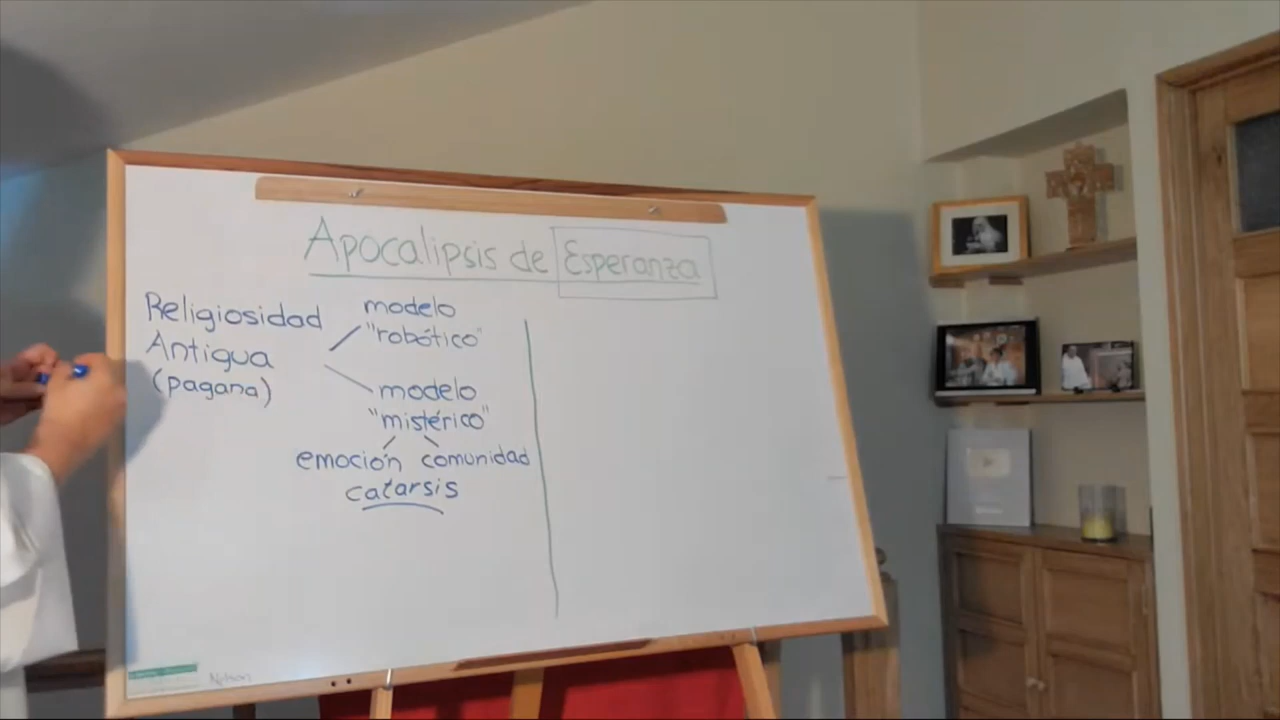 Apocalipsis de Esperanza
Religiosidad
Antigua
(pagana)
modelo
"robótico"
modelo
"mistérico"
emoción comunidad
catarsis